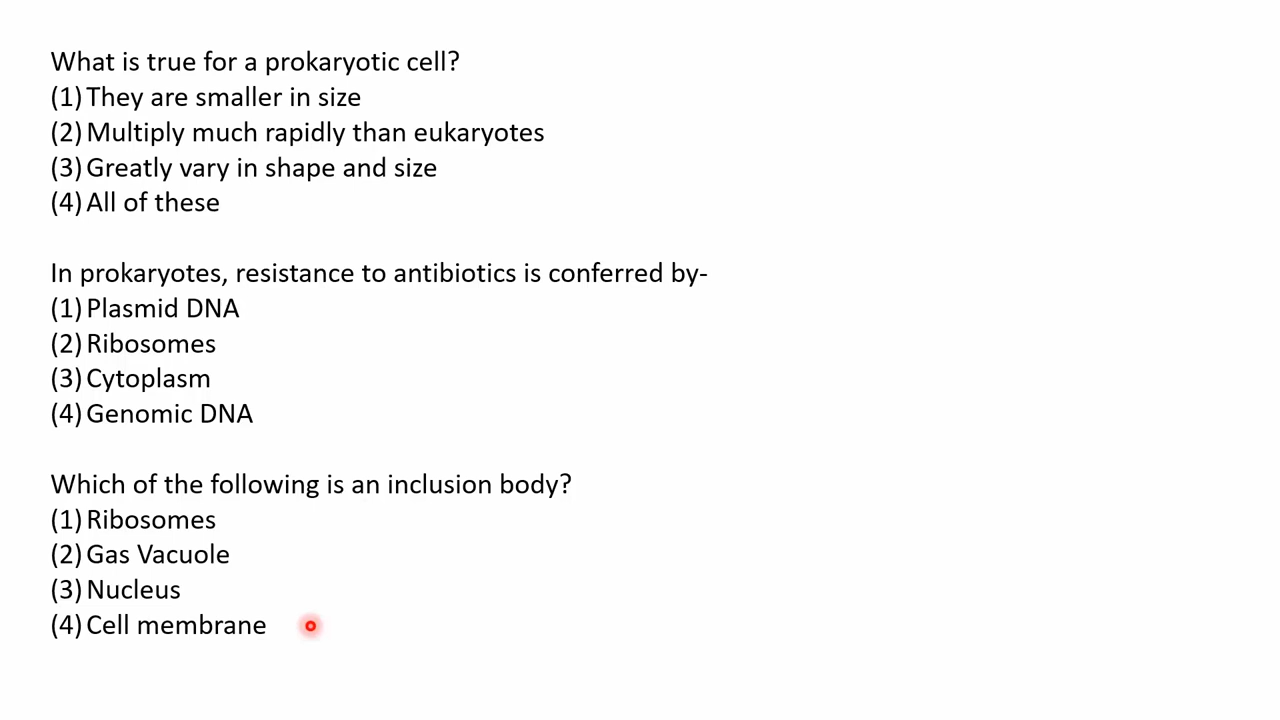 What is true for a prokaryotic cell?
(1) They are smaller in size
(2) Multiply much rapidly than eukaryotes
(3) Greatly vary in shape and size
(4) All of these
In prokaryotes, resistance to antibiotics is conferred by-
(1) Plasmid DNA
(2) Ribosomes
(3) Cytoplasm
(4) Genomic DNA
Which of the following is an inclusion body?
(1) Ribosomes
(2) Gas Vacuole
(3) Nucleus
(4) Cell membrane